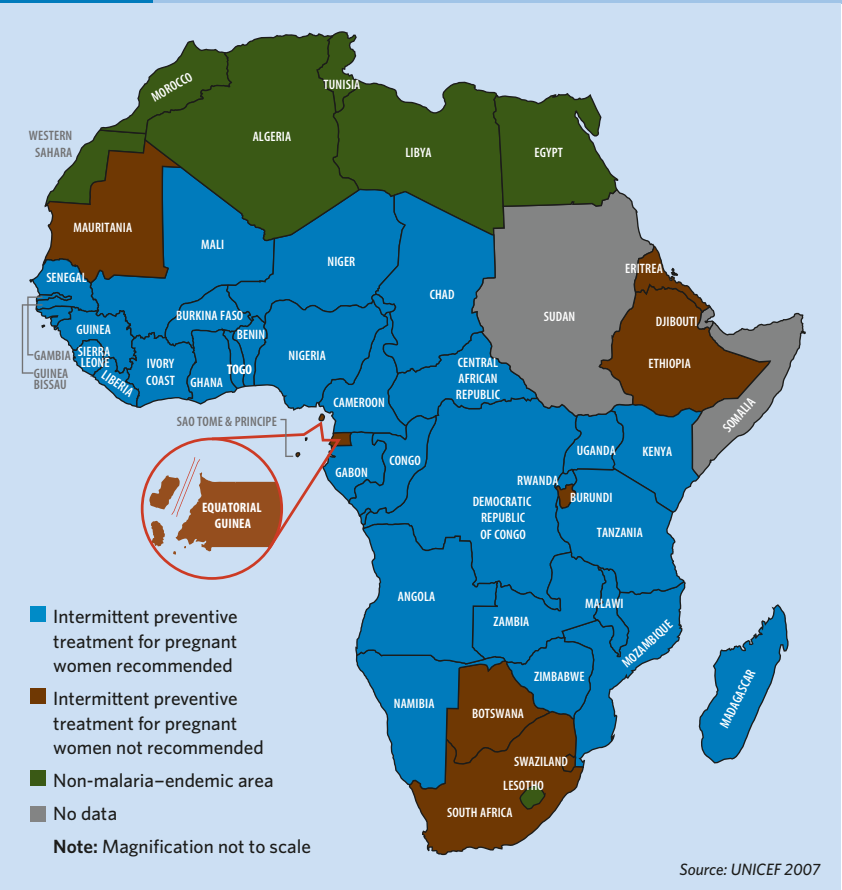 MOROCCO
TUNISIA
WESTERN
SAHARA
ALGERIA
LIBYA
EGYPT
MAURITANIA
MALI
NIGER
CHAD
SENEGAL
ERITREA
SUDAN
DJIBOUTI
BURKINA FASO
GUINEA
BENIN
NIGERIA
ETHIOPIA
GAMBIA
SIERRA
LEONE
IVORY
COAST
TOGO
CENTRAL
AFRICAN
REPUBLIC
GUINEA
BISSAU
LIBERIA
GHANA
CAMEROON
SOMALIA
SAO TOME & PRINCIPE
UGANDA
KENYA
CONGO
GABON
RWANDA
BURUNDI
EQUATORIAL
GUINEA
DEMOCRATIC
REPUBLIC
OF CONGO
TANZANIA
ANGOLA
MALAWI
ZAMBIA
MOZAMBIQUE
ZIMBABWE
MADAGASCAR
NAMIBIA
BOTSWANA
SWAZILAND
LESOTHO
SOUTH AFRICA
Intermittent preventive
treatment for pregnant
women recommended
Intermittent preventive
treatment for pregnant
women not recommended
Non-malaria–endemic area
No data
Note: Magnification not to scale
Source: UNICEF 2007